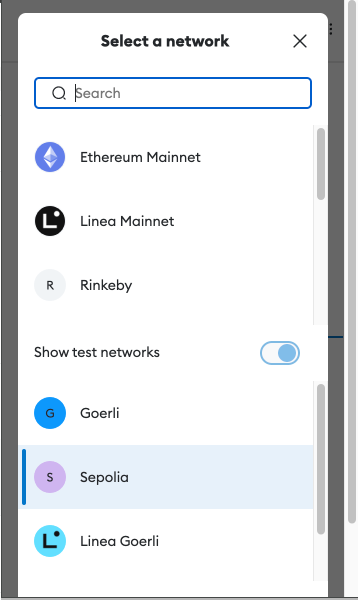 Select a network
Search
Ethereum Mainnet
Linea Mainnet
R Rinkeby
Show test networks
G Goerli
S Sepolia
Linea Goerli